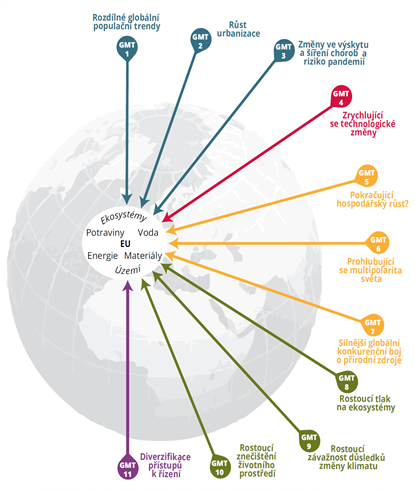 Rozdílné globální
populační trendy
GMT
1
Růst
urbanizace
GMT
2
Změny ve výskytu
a šíření chorob a
riziko pandemií
GMT
3
GMT
4
Zrychlující
se technologické
změny
GMT
5
Pokračující
hospodářský růst?
GMT
6
Prohlubující
se multipolarita
světa
GMT
7
Silnější globální
konkurenční boj
o přírodní zdroje
GMT
8
Rostoucí tlak
na ekosystémy
GMT
9
Rostoucí
závažnost důsledků
změny klimatu
GMT
10
Rostoucí
znečištění
životního
prostředí
GMT
11
Diverzifikace
přístupů
k řízení
Ekosystémy
Potraviny Voda
EU
Energie Materiály
Území